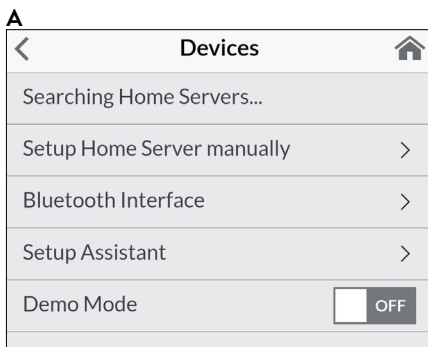 A
Devices
Searching Home Servers...
Setup Home Server manually
Bluetooth Interface
Setup Assistant
Demo Mode
OFF